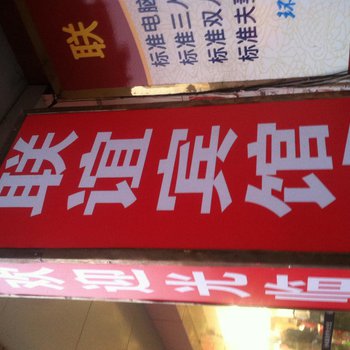 联
标准电脑
标准三人
标准双人
标准夫妻
环
联谊宾馆
欢迎光临